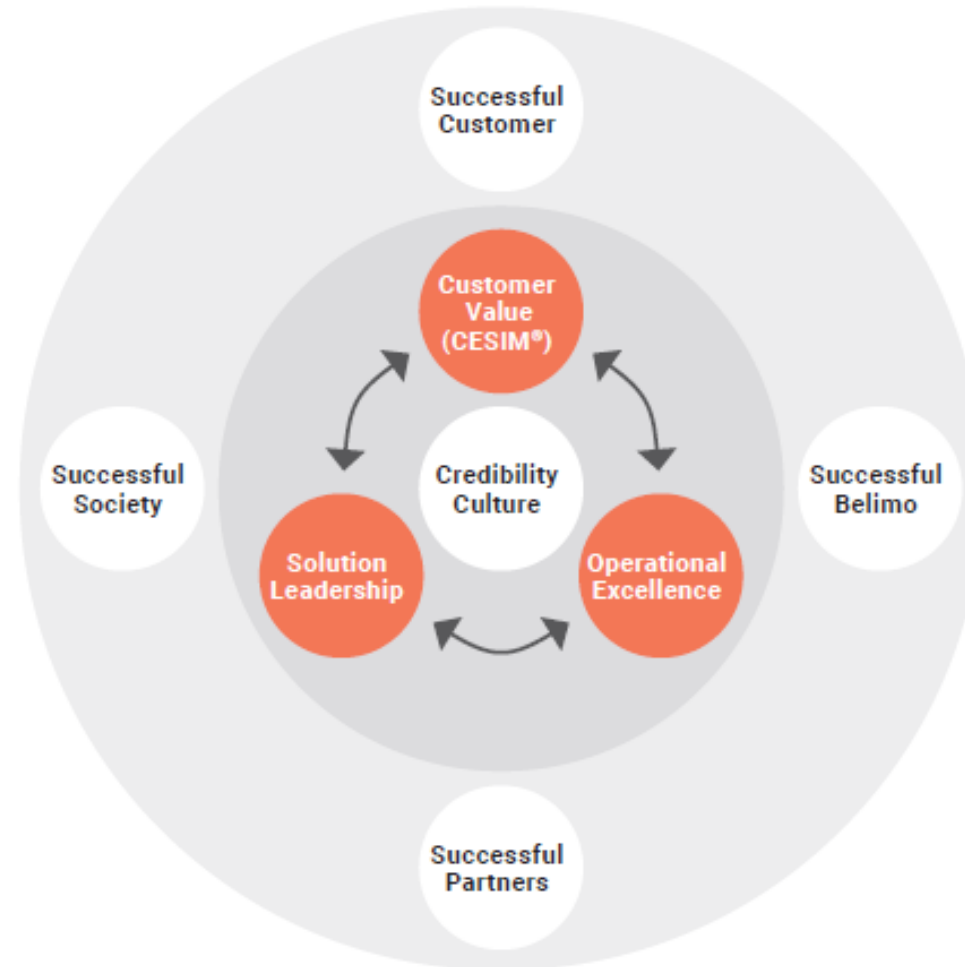 Successful
Customer
Customer
Value
(CESIM®)
Successful
Society
Credibility
Culture
Successful
Belimo
Solution
Leadership
Operational
Excellence
Successful
Partners